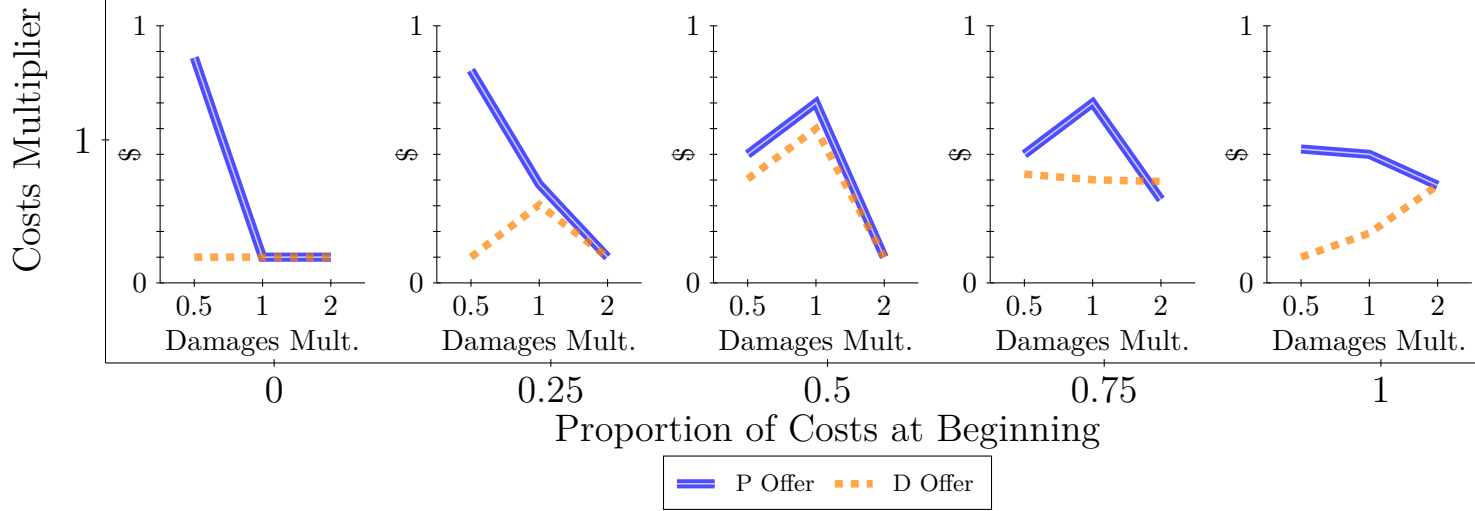 Costs Multiplier
1
1
$
0
0.5 1 2
Damages Mult.
1
$
0
0.5 1 2
Damages Mult.
1
$
0
0.5 1 2
Damages Mult.
1
$
0
0.5 1 2
Damages Mult.
1
$
0
0.5 1 2
Damages Mult.
0 0.25 0.5 0.75 1
Proportion of Costs at Beginning
P Offer D Offer